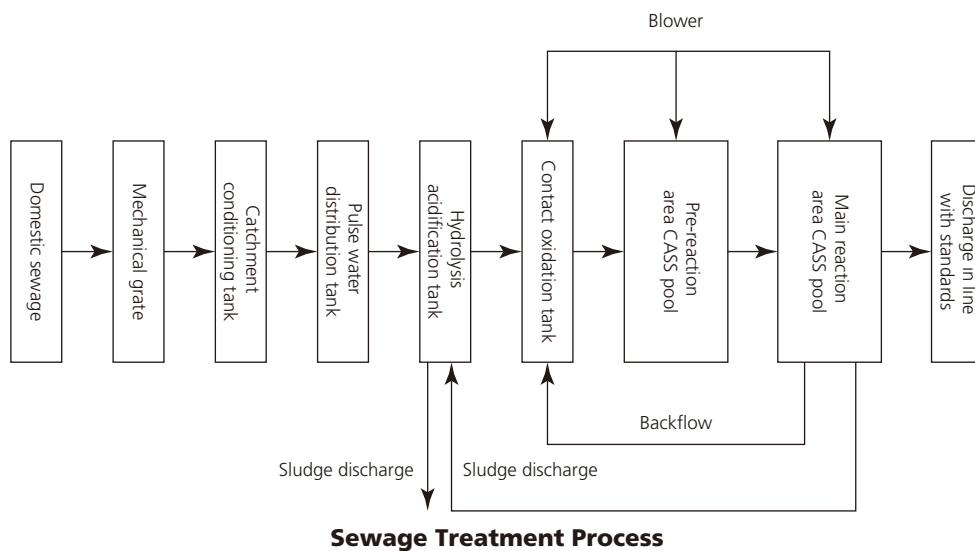 Blower
Domestic sewage
Mechanical grate
Catchment
conditioning tank
Pulse water
distribution tank
Hydrolysis
acidification tank
Contact oxidation tank
Pre-reaction
area CASS pool
Main reaction
area CASS pool
Discharge in line
with standards
Backflow
Sludge discharge
Sludge discharge
Sewage Treatment Process